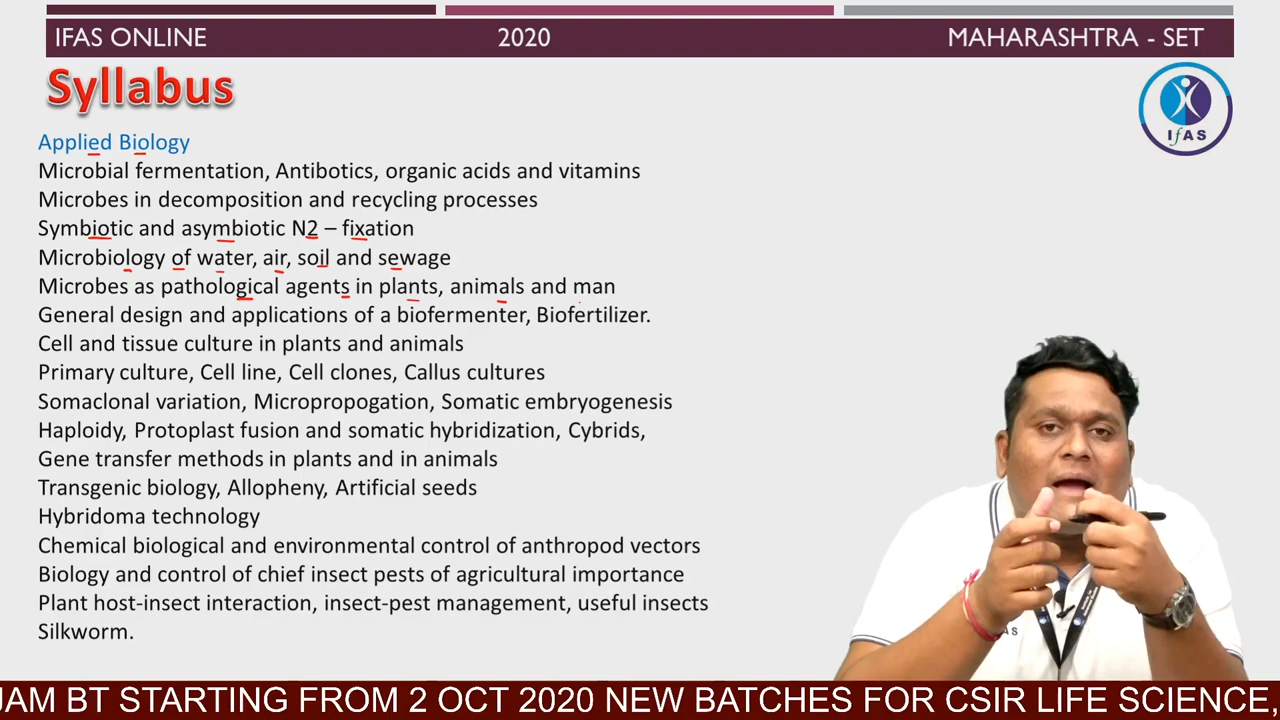 IFAS ONLINE 2020 MAHARASHTRA - SET
Syllabus
IfAS
Applied Biology
Microbial fermentation, Antibotics, organic acids and vitamins
Microbes in decomposition and recycling processes
Symbiotic and asymbiotic N2 – fixation
Microbiology of water, air, soil and sewage
Microbes as pathological agents in plants, animals and man
General design and applications of a biofermenter, Biofertilizer.
Cell and tissue culture in plants and animals
Primary culture, Cell line, Cell clones, Callus cultures
Somaclonal variation, Micropropogation, Somatic embryogenesis
Haploidy, Protoplast fusion and somatic hybridization, Cybrids,
Gene transfer methods in plants and in animals
Transgenic biology, Allopheny, Artificial seeds
Hybridoma technology
Chemical biological and environmental control of anthropod vectors
Biology and control of chief insect pests of agricultural importance
Plant host-insect interaction, insect-pest management, useful insects
Silkworm.
JAM BT STARTING FROM 2 OCT 2020 NEW BATCHES FOR CSIR LIFE SCIENCE,